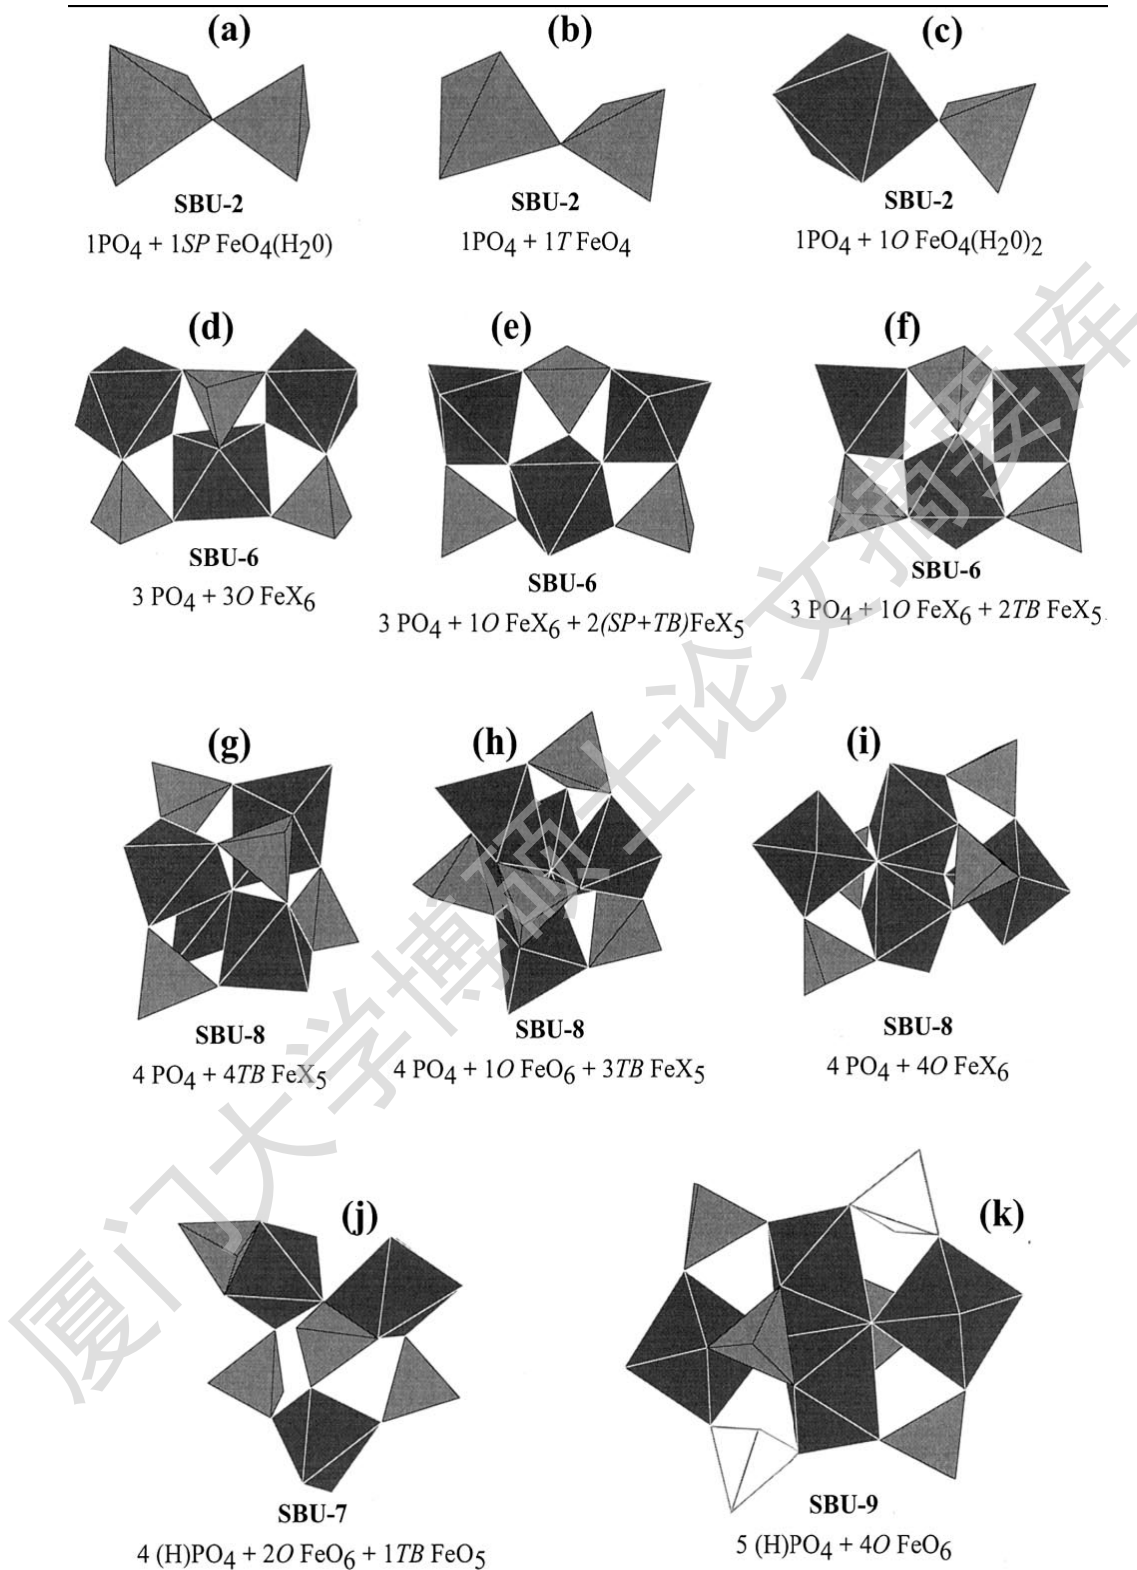 (a) (b) (c)
SBU-2 SBU-2 SBU-2
1PO4 + 1SP FeO4(H20) 1PO4 + 1T FeO4 1PO4 + 1O FeO4(H20)2
(d) (e) (f)
SBU-6 SBU-6 SBU-6
3 PO4 + 3O FeX6 3 PO4 + 1O FeX6 + 2(SP+TB)FeX5 3 PO4 + 1O FeX6 + 2TB FeX5
(g) (h) (i)
SBU-8 SBU-8 SBU-8
4 PO4 + 4TB FeX5 4 PO4 + 1O FeO6 + 3TB FeX5 4 PO4 + 4O FeX6
(j) (k)
SBU-7 SBU-9
4 (H)PO4 + 2O FeO6 + 1TB FeO5 5 (H)PO4 + 4O FeO6
厦门大学博硕士论文摘要库